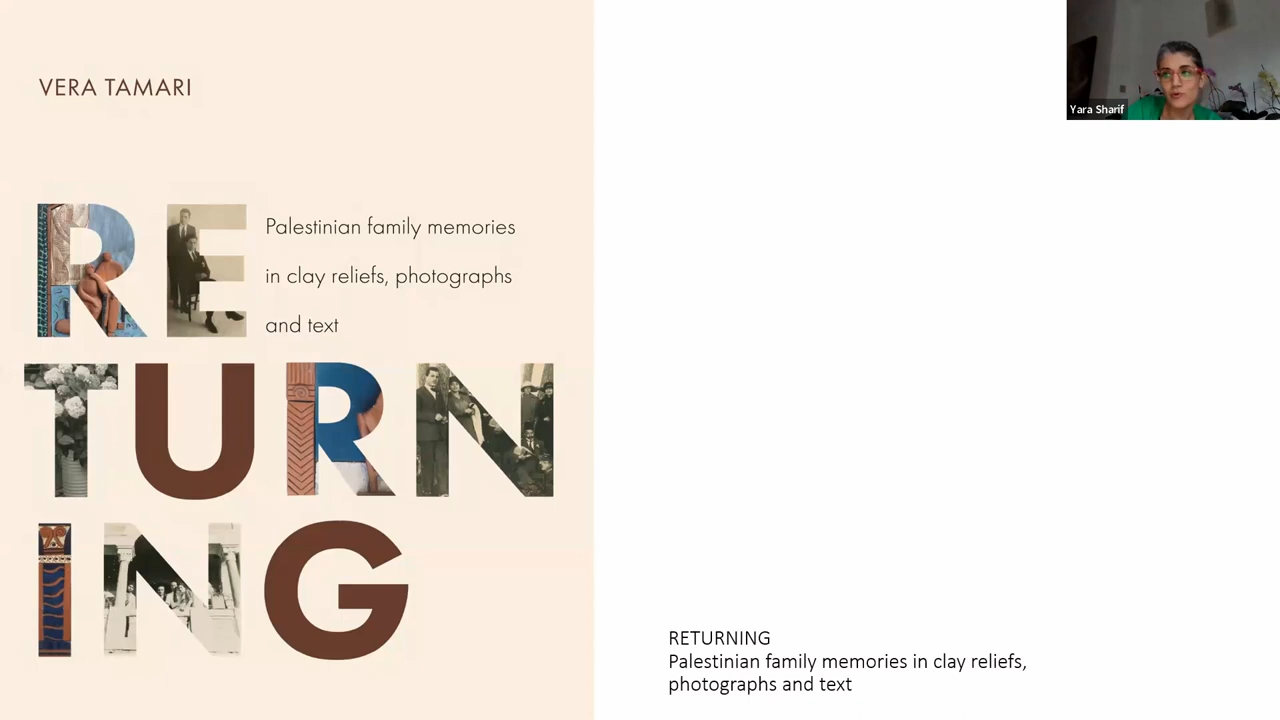 VERA TAMARI
RE
Palestinian family memories
in clay reliefs, photographs
and text
TURN
ING
RETURNING
Palestinian family memories in clay reliefs,
photographs and text
Yara Sharif